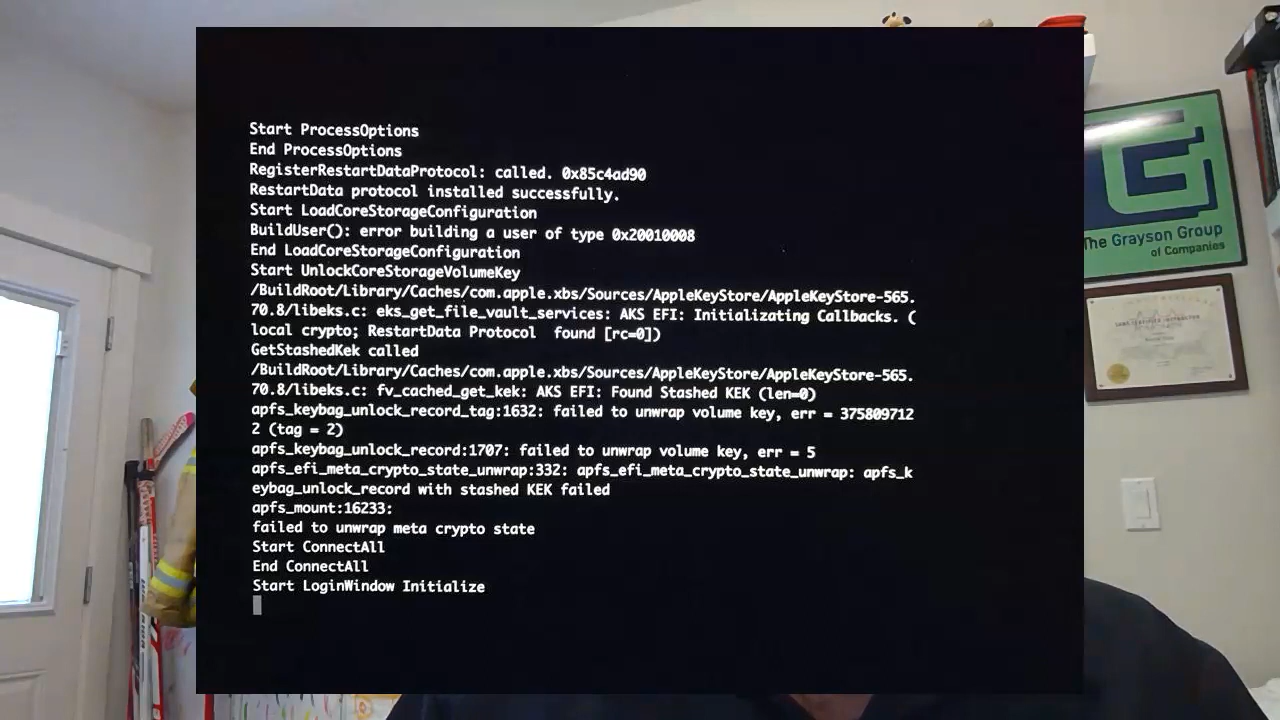 Start ProcessOptions
End ProcessOptions
RegisterRestartDataProtocol: called. 0x85c4ad90
RestartData protocol installed successfully.
Start LoadCoreStorageConfiguration
BuildUser(): error building a user of type 0x20010008
End LoadCoreStorageConfiguration
Start UnlockCoreStorageVolumeKey
/BuildRoot/Library/Caches/com.apple.xbs/Sources/AppleKeyStore/AppleKeyStore-565.
70.8/libeks.c: eks_get_file_vault_services: AKS EFI: Initializating Callbacks. (
local crypto; RestartData Protocol  found [rc=0])
GetStashedKek called
/BuildRoot/Library/Caches/com.apple.xbs/Sources/AppleKeyStore/AppleKeyStore-565.
70.8/libeks.c: fv_cached_get_kek: AKS EFI: Found Stashed KEK (len=0)
apfs_keybag_unlock_record_tag:1632: failed to unwrap volume key, err = 375809712
2 (tag = 2)
apfs_keybag_unlock_record:1707: failed to unwrap volume key, err = 5
apfs_efi_meta_crypto_state_unwrap:332: apfs_efi_meta_crypto_state_unwrap: apfs_k
eybag_unlock_record with stashed KEK failed
apfs_mount:16233:
failed to unwrap meta crypto state
Start ConnectAll
End ConnectAll
Start LoginWindow Initialize
The Grayson Group
of Companies